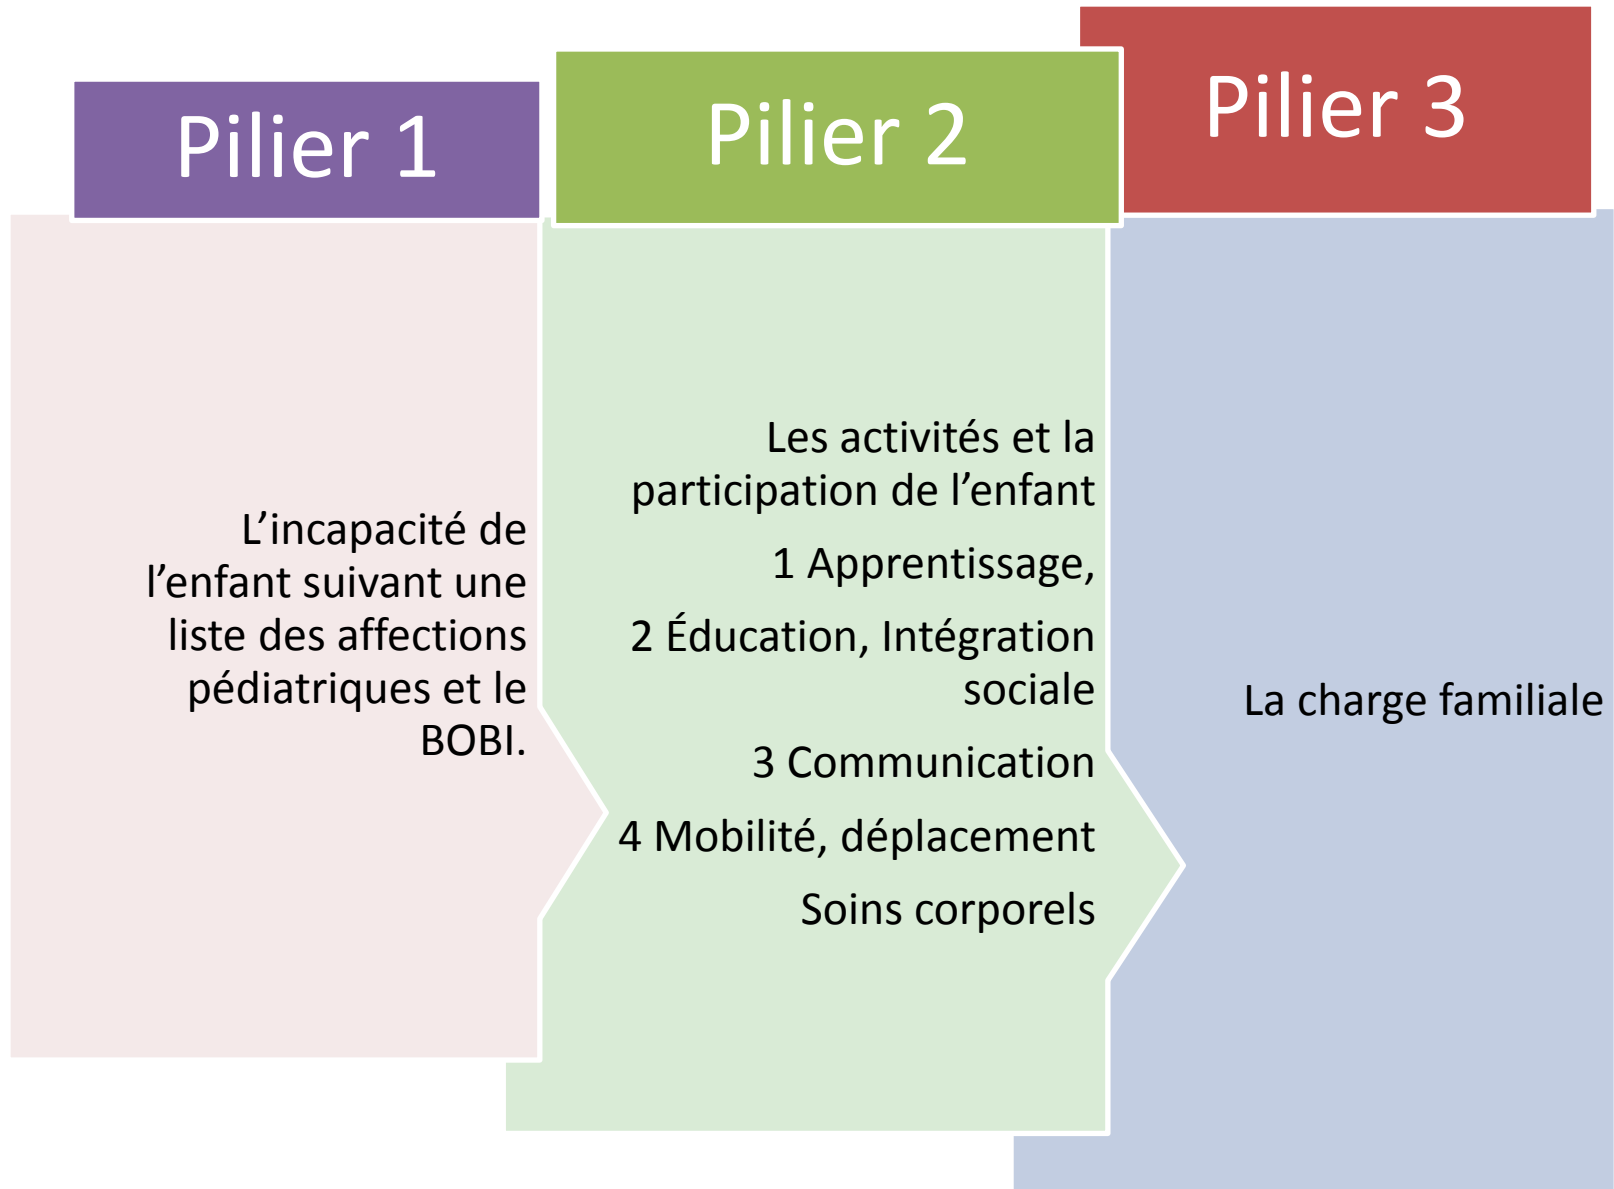 Pilier 1
L’incapacité de
l’enfant suivant une
liste des affections
pédiatriques et le
BOBI.
Pilier 2
Les activités et la
participation de l’enfant
1 Apprentissage,
2 Éducation, Intégration
sociale
3 Communication
4 Mobilité, déplacement
Soins corporels
Pilier 3
La charge familiale